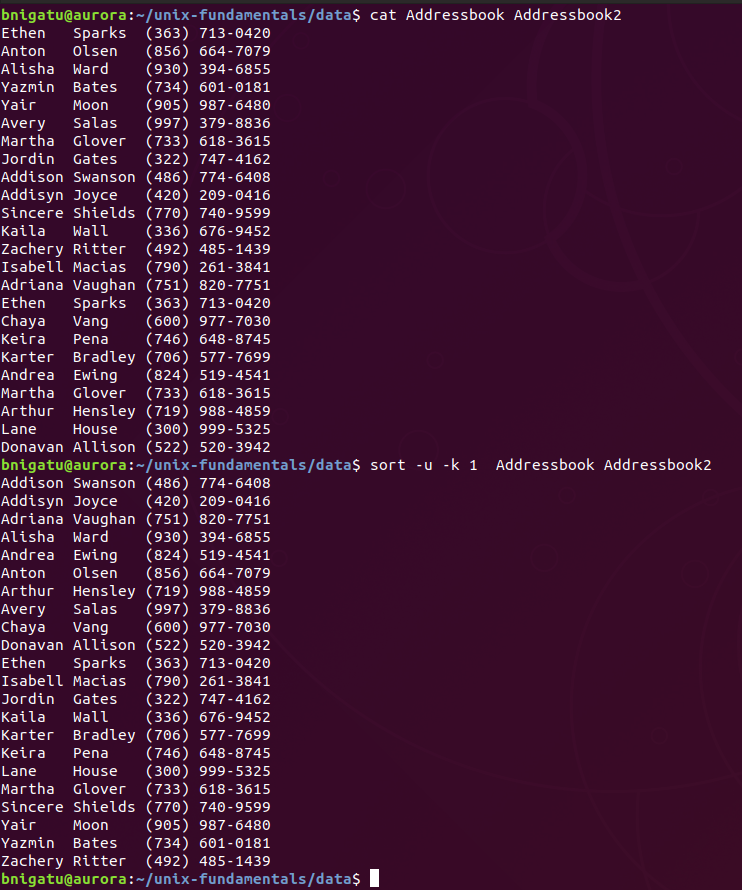 bnigatu@aurora:~/unix-fundamentals/data$ cat Addressbook Addressbook2
Ethen   Sparks  (363) 713-0420
Anton   Olsen   (856) 664-7079
Alisha  Ward    (930) 394-6855
Yazmin  Bates   (734) 601-0181
Yair    Moon    (905) 987-6480
Avery   Salas   (997) 379-8836
Martha  Glover  (733) 618-3615
Jordin  Gates   (322) 747-4162
Addison Swanson (486) 774-6408
Addisyn Joyce   (420) 209-0416
Sincere Shields (770) 740-9599
Kaila   Wall    (336) 676-9452
Zachery Ritter  (492) 485-1439
Isabell Macias  (790) 261-3841
Adriana Vaughan (751) 820-7751
Ethen   Sparks  (363) 713-0420
Chaya   Vang    (600) 977-7030
Keira   Pena    (746) 648-8745
Karter  Bradley (706) 577-7699
Andrea  Ewing   (824) 519-4541
Martha  Glover  (733) 618-3615
Arthur  Hensley (719) 988-4859
Lane    House   (300) 999-5325
Donavan Allison (522) 520-3942
bnigatu@aurora:~/unix-fundamentals/data$ sort -u -k 1  Addressbook Addressbook2
Addison Swanson (486) 774-6408
Addisyn Joyce   (420) 209-0416
Adriana Vaughan (751) 820-7751
Alisha  Ward    (930) 394-6855
Andrea  Ewing   (824) 519-4541
Anton   Olsen   (856) 664-7079
Arthur  Hensley (719) 988-4859
Avery   Salas   (997) 379-8836
Chaya   Vang    (600) 977-7030
Donavan Allison (522) 520-3942
Ethen   Sparks  (363) 713-0420
Isabell Macias  (790) 261-3841
Jordin  Gates   (322) 747-4162
Kaila   Wall    (336) 676-9452
Karter  Bradley (706) 577-7699
Keira   Pena    (746) 648-8745
Lane    House   (300) 999-5325
Martha  Glover  (733) 618-3615
Sincere Shields (770) 740-9599
Yair    Moon    (905) 987-6480
Yazmin  Bates   (734) 601-0181
Zachery Ritter  (492) 485-1439
bnigatu@aurora:~/unix-fundamentals/data$